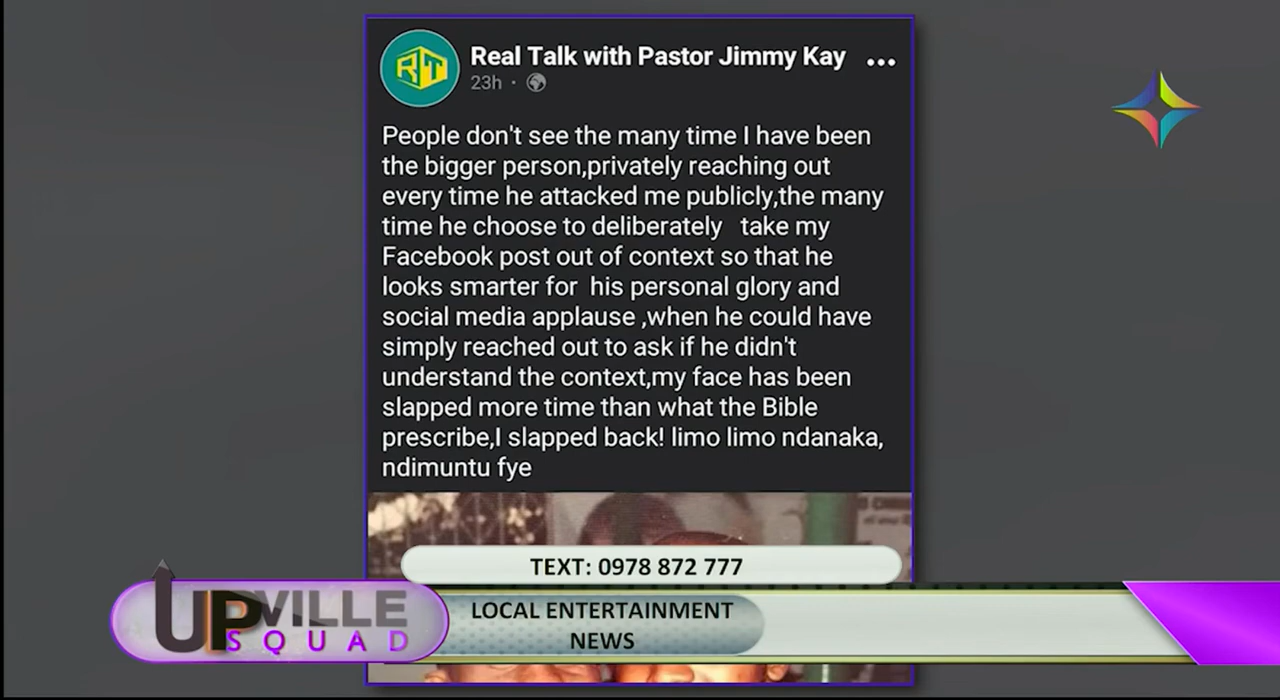 RT
Real Talk with Pastor Jimmy Kay
23h ·
People don't see the many time I have been
the bigger person,privately reaching out
every time he attacked me publicly,the many
time he choose to deliberately   take my
Facebook post out of context so that he
looks smarter for  his personal glory and
social media applause ,when he could have
simply reached out to ask if he didn't
understand the context,my face has been
slapped more time than what the Bible
prescribe,I slapped back! limo limo ndanaka,
ndimuntu fye
TEXT: 0978 872 777
UPVILLE
SQUAD
LOCAL ENTERTAINMENT
NEWS